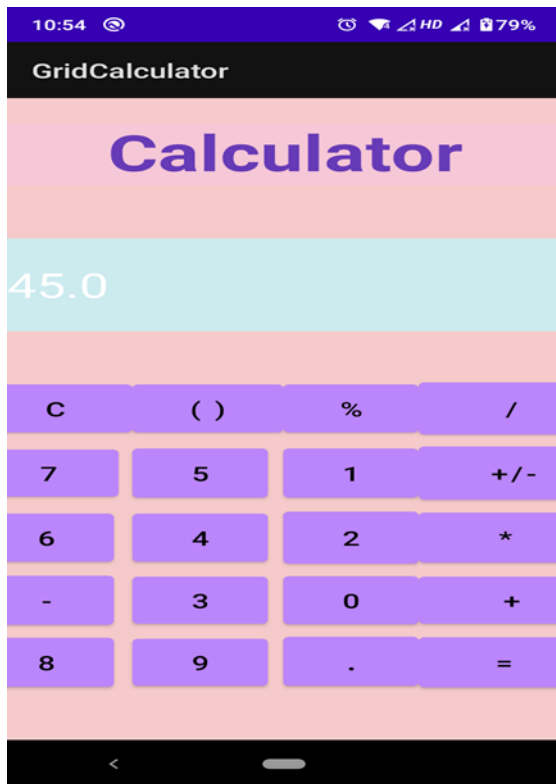 10:54 HD 79%
GridCalculator
Calculator
45.0
C ( ) % /
7 5 1 +/-
6 4 2 *
- 3 0 +
8 9 . =